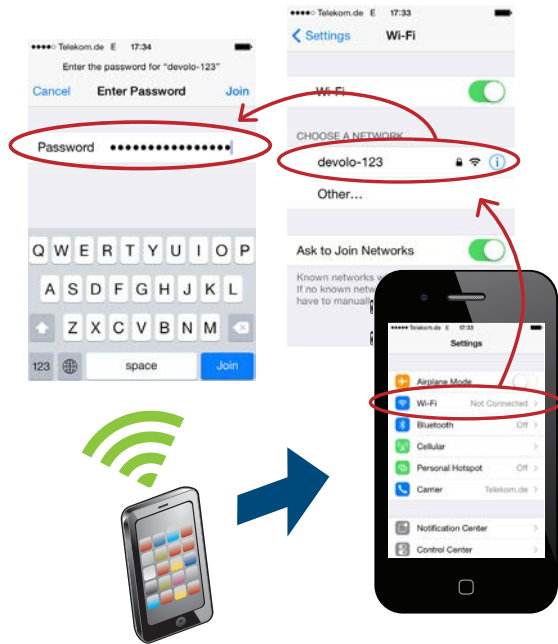 Telekom.de E 17:34
Enter the password for "devolo-123"
Cancel Enter Password Join
Password ●●●●●●●●●●●●●●●●
Q W E R T Y U I O P
A S D F G H J K L
Z X C V B N M
123 space Join
Telekom.de E 17:33
Settings Wi-Fi
Wi-Fi
CHOOSE A NETWORK...
devolo-123
Other...
Ask to Join Networks
Known networks
If no known
have to
Telekom.de E 17:33
Settings
Airplane Mode
Wi-Fi Not Connected
Bluetooth Off
Cellular
Personal Hotspot Off
Carrier Telekom.de
Notification Center
Control Center